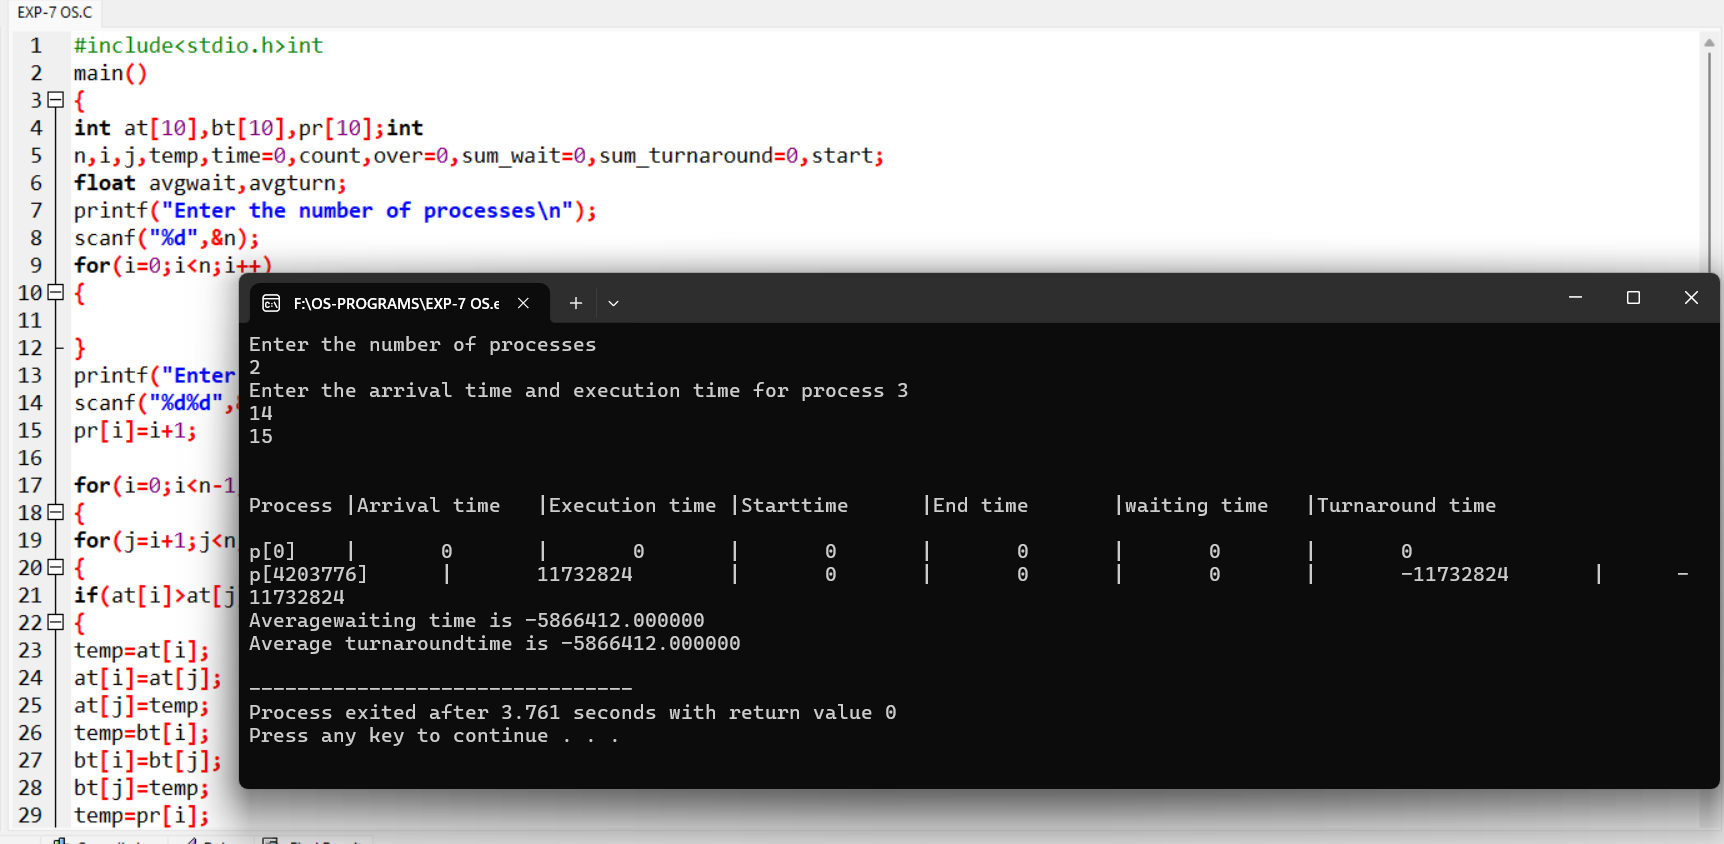 EXP-7 OS.C
1 #include<stdio.h>int
2 main()
3 {
4 int at[10],bt[10],pr[10];int
5 n,i,j,temp,time=0,count,over=0,sum_wait=0,sum_turnaround=0,start;
6 float avgwait,avgturn;
7 printf("Enter the number of processes\n");
8 scanf("%d",&n);
9 for(i=0;i<n;i++)
10 {
11
12 }
13 printf("Enter
14 scanf("%d%d",
15 pr[i]=i+1;
16
17 for(i=0;i<n-1
18 {
19 for(j=i+1;j<n
20 {
21 if(at[i]>at[j
22 {
23 temp=at[i];
24 at[i]=at[j];
25 at[j]=temp;
26 temp=bt[i];
27 bt[i]=bt[j];
28 bt[j]=temp;
29 temp=pr[i];
F:\OS-PROGRAMS\EXP-7 OS.e
Enter the number of processes
2
Enter the arrival time and execution time for process 3
14
15
Process |Arrival time |Execution time |Starttime |End time |waiting time |Turnaround time
p[0] | 0 | 0 | 0 | 0 | 0 | 0
p[4203776] | 11732824 | 0 | 0 | 0 | -11732824 | -
11732824
Averagewaiting time is -5866412.000000
Average turnaroundtime is -5866412.000000
--------------------------------
Process exited after 3.761 seconds with return value 0
Press any key to continue . . .